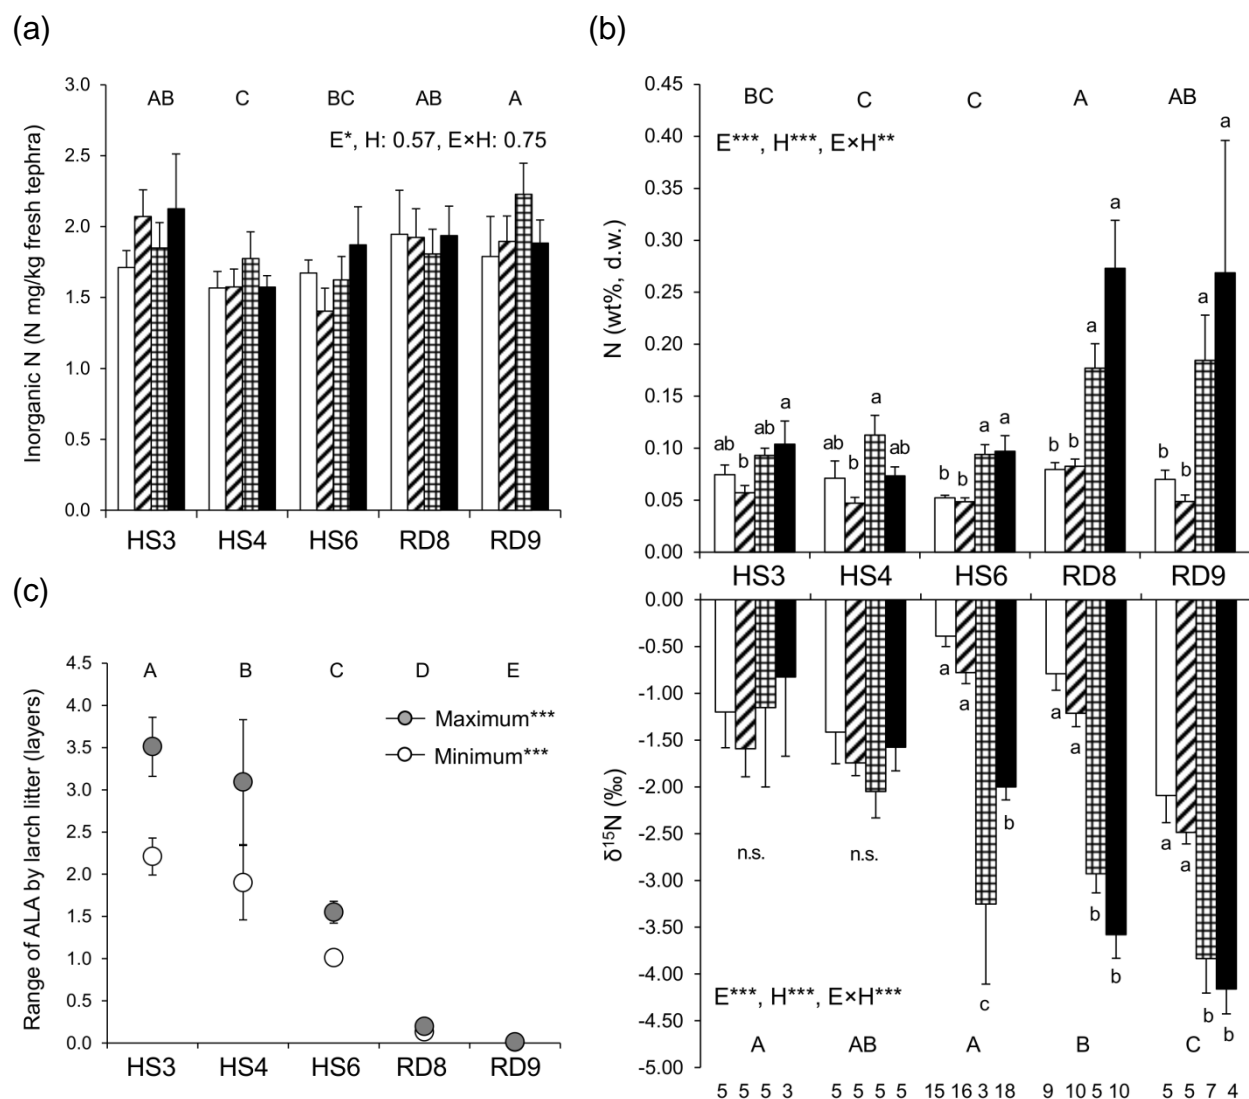 (a)
Inorganic N (N mg/kg fresh tephra)
3.0
2.5
2.0
1.5
1.0
0.5
0.0
AB C BC AB A
E*, H: 0.57, E×H: 0.75
HS3 HS4 HS6 RD8 RD9
(b)
N (wt%, d.w.)
0.45
0.40
0.35
0.30
0.25
0.20
0.15
0.10
0.05
0.00
BC C C A AB
E***, H***, E×H**
ab b ab a
ab b a ab
b b a a
b b a a
b b a a
HS3 HS4 HS6 RD8 RD9
δ15N (‰)
0.00
-0.50
-1.00
-1.50
-2.00
-2.50
-3.00
-3.50
-4.00
-4.50
-5.00
n.s.
n.s.
a a c b
a a b b
a a b b
E***, H***, E×H***
A AB A B C
5 5 5 3 5 5 5 5 15 16 3 18 9 10 5 10 5 5 7 4
(c)
Range of ALA by larch litter (layers)
4.5
4.0
3.5
3.0
2.5
2.0
1.5
1.0
0.5
0.0
A B C D E
Maximum***
Minimum***
HS3 HS4 HS6 RD8 RD9